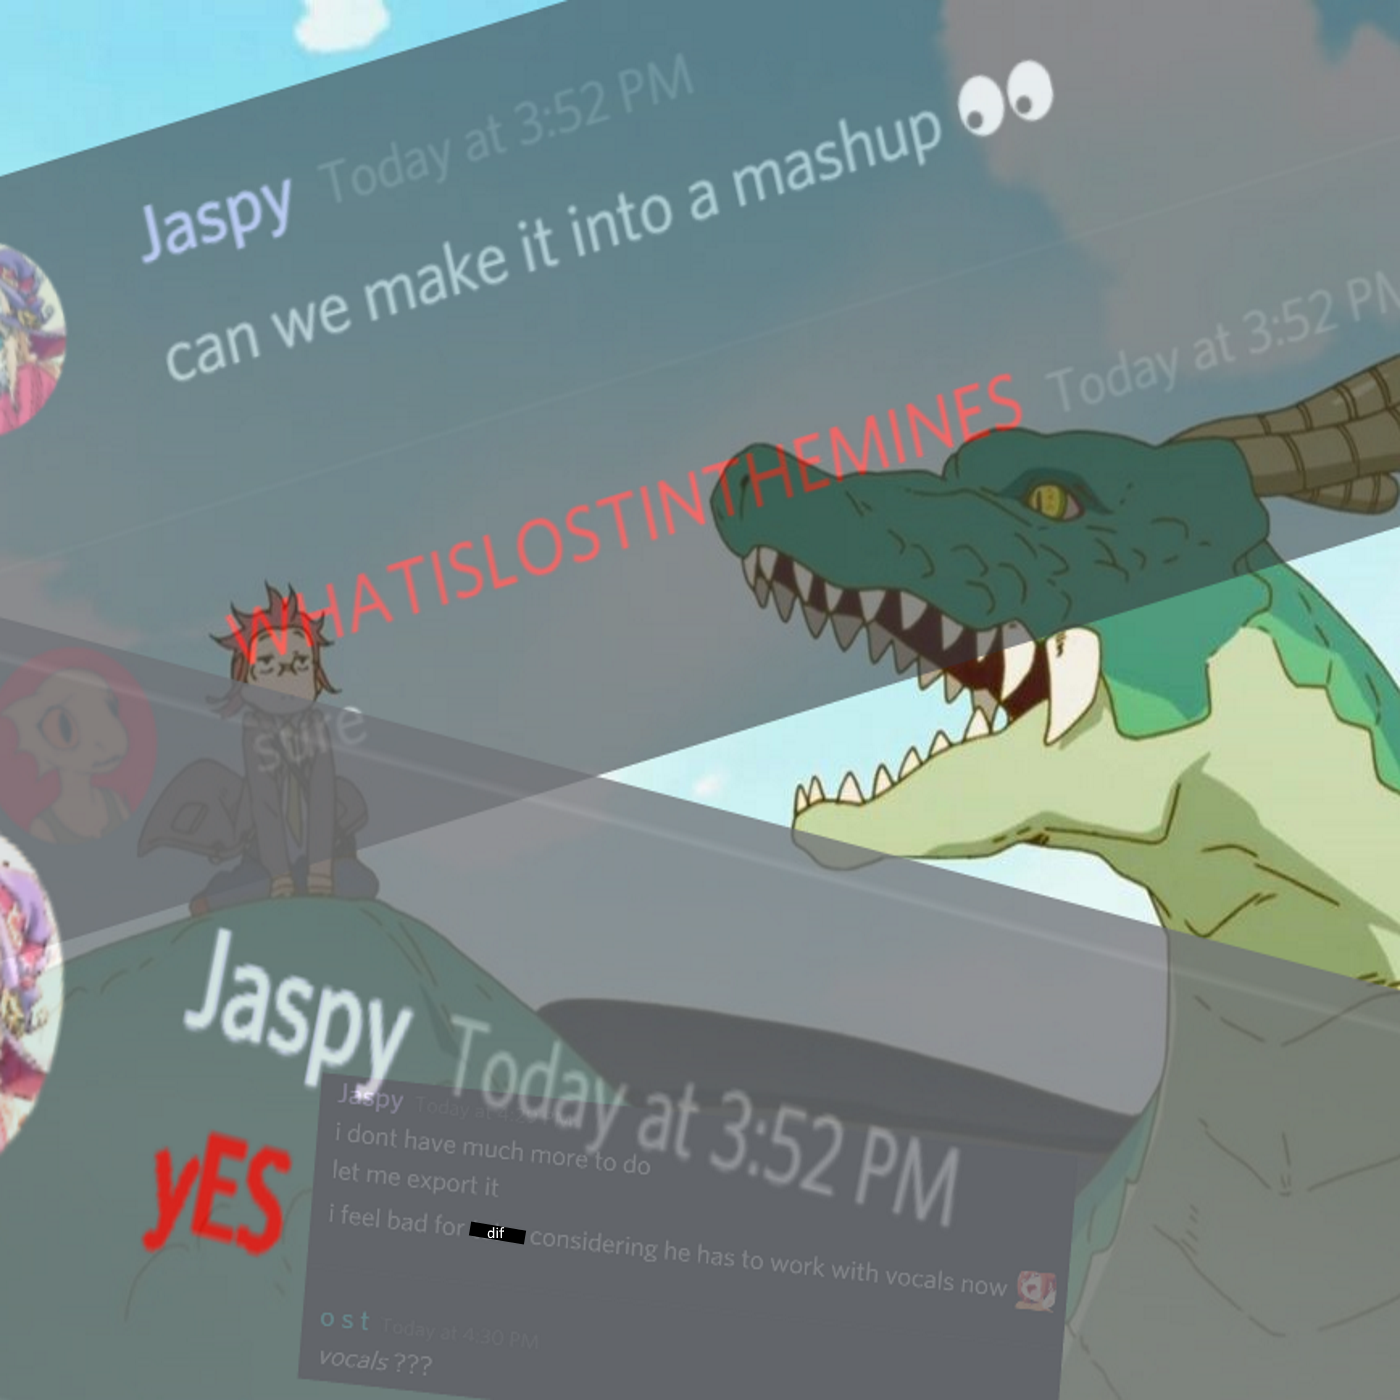 Jaspy Today at 3:52 PM
can we make it into a mashup 👀
WHATISLOSTINTHEMINES Today at 3:52 PM
sure
Jaspy Today at 3:52 PM
yES
Jaspy Today at
i dont have much more to do
let me export it
i feel bad for dif considering he has to work with vocals now
o s t Today at 4:30 PM
vocals ???